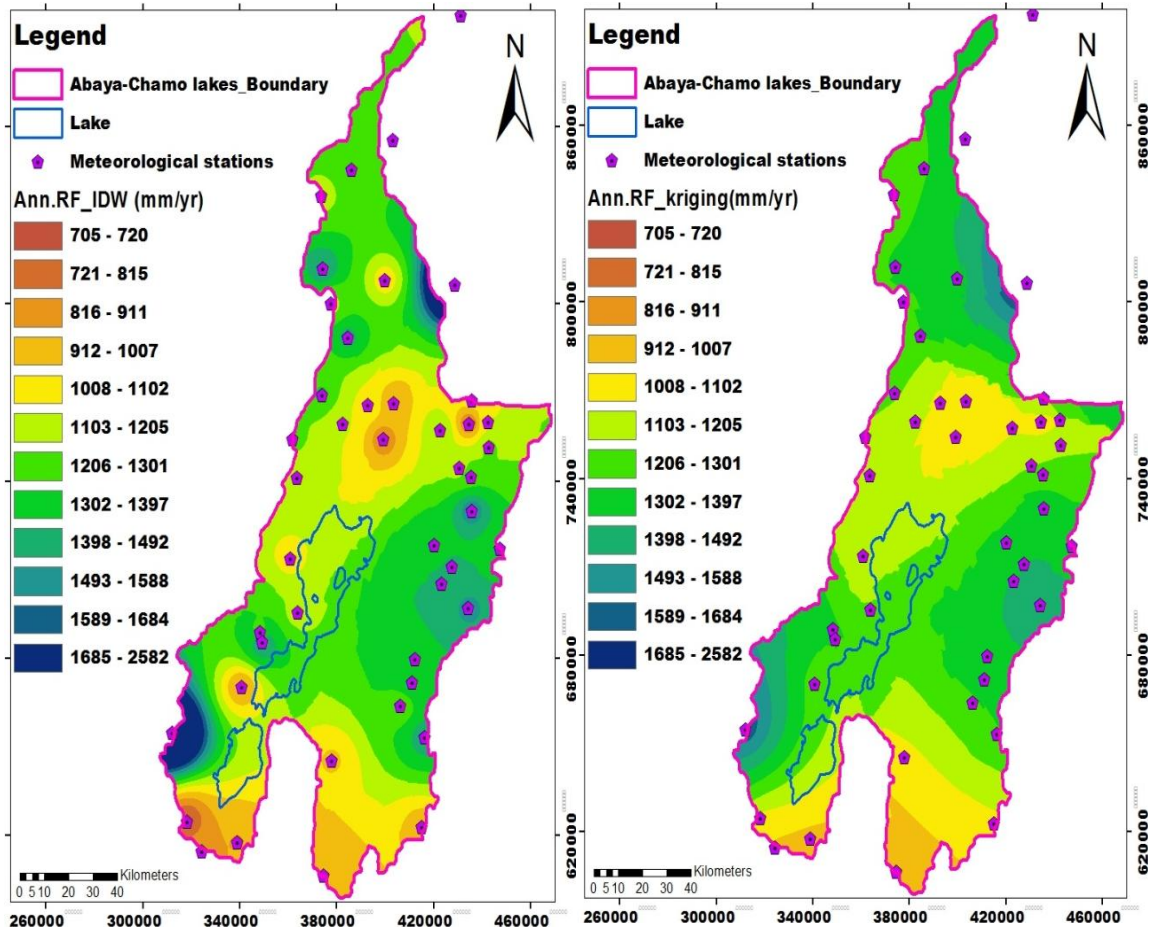 Legend
Abaya-Chamo lakes_Boundary
Lake
Meteorological stations
Ann.RF_IDW (mm/yr)
705 - 720
721 - 815
816 - 911
912 - 1007
1008 - 1102
1103 - 1205
1206 - 1301
1302 - 1397
1398 - 1492
1493 - 1588
1589 - 1684
1685 - 2582
N
860000
800000
740000
680000
620000
Kilometers
0 5 10 20 30 40
260000 300000 340000 380000 420000 460000
Legend
Abaya-Chamo lakes_Boundary
Lake
Meteorological stations
Ann.RF_kriging(mm/yr)
705 - 720
721 - 815
816 - 911
912 - 1007
1008 - 1102
1103 - 1205
1206 - 1301
1302 - 1397
1398 - 1492
1493 - 1588
1589 - 1684
1685 - 2582
N
860000
800000
740000
680000
620000
Kilometers
0 5 10 20 30 40
260000 300000 340000 380000 420000 460000